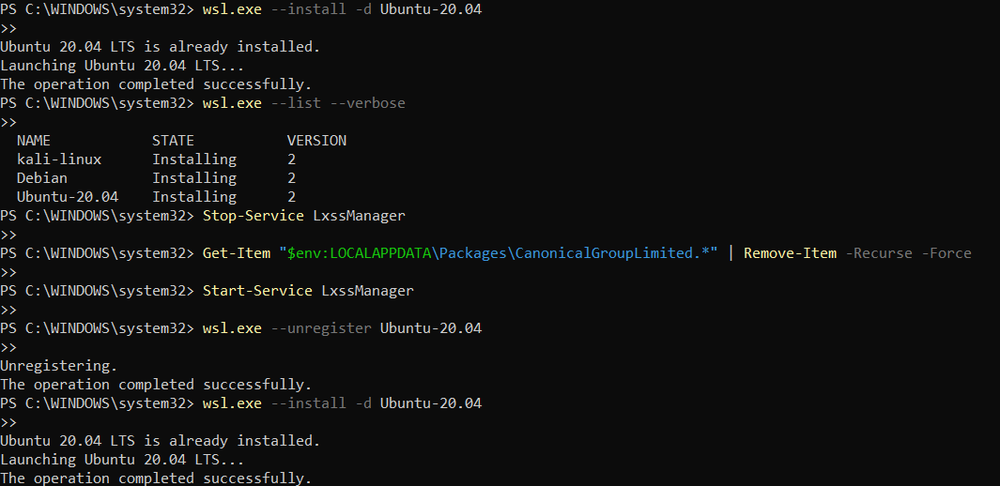 PS C:\WINDOWS\system32> wsl.exe --install -d Ubuntu-20.04
>>
Ubuntu 20.04 LTS is already installed.
Launching Ubuntu 20.04 LTS...
The operation completed successfully.
PS C:\WINDOWS\system32> wsl.exe --list --verbose
>>
  NAME            STATE           VERSION
  kali-linux      Installing      2
  Debian          Installing      2
  Ubuntu-20.04    Installing      2
PS C:\WINDOWS\system32> Stop-Service LxssManager
>>
PS C:\WINDOWS\system32> Get-Item "$env:LOCALAPPDATA\Packages\CanonicalGroupLimited.*" | Remove-Item -Recurse -Force
>>
PS C:\WINDOWS\system32> Start-Service LxssManager
>>
PS C:\WINDOWS\system32> wsl.exe --unregister Ubuntu-20.04
>>
Unregistering.
The operation completed successfully.
PS C:\WINDOWS\system32> wsl.exe --install -d Ubuntu-20.04
>>
Ubuntu 20.04 LTS is already installed.
Launching Ubuntu 20.04 LTS...
The operation completed successfully.